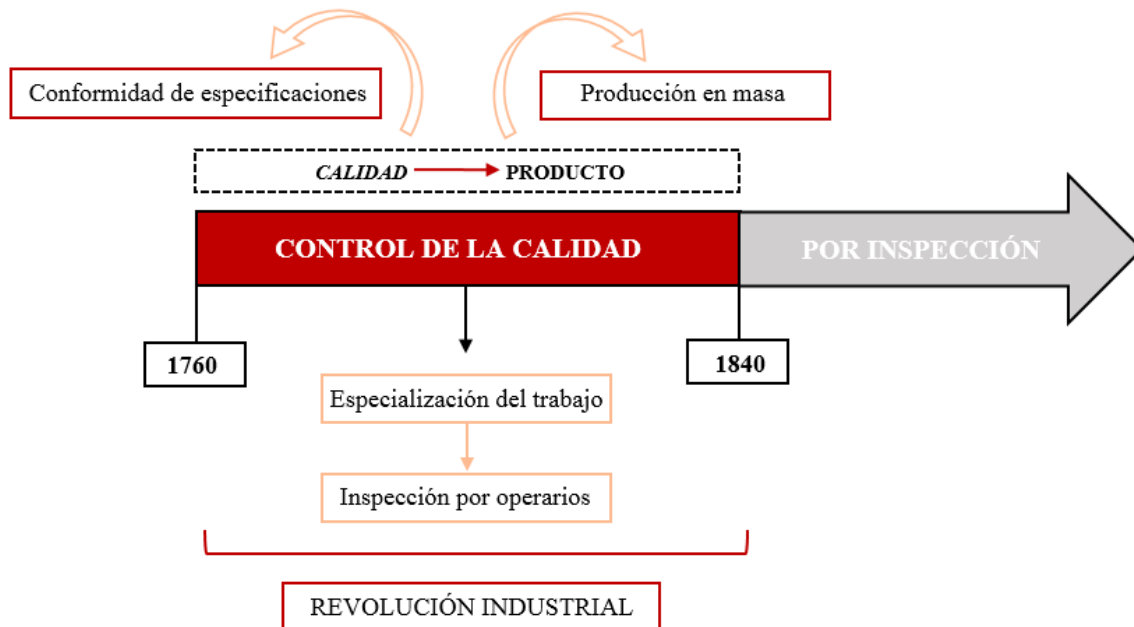 Conformidad de especificaciones
Producción en masa
CALIDAD PRODUCTO
CONTROL DE LA CALIDAD
POR INSPECCIÓN
1760
1840
Especialización del trabajo
Inspección por operarios
REVOLUCIÓN INDUSTRIAL